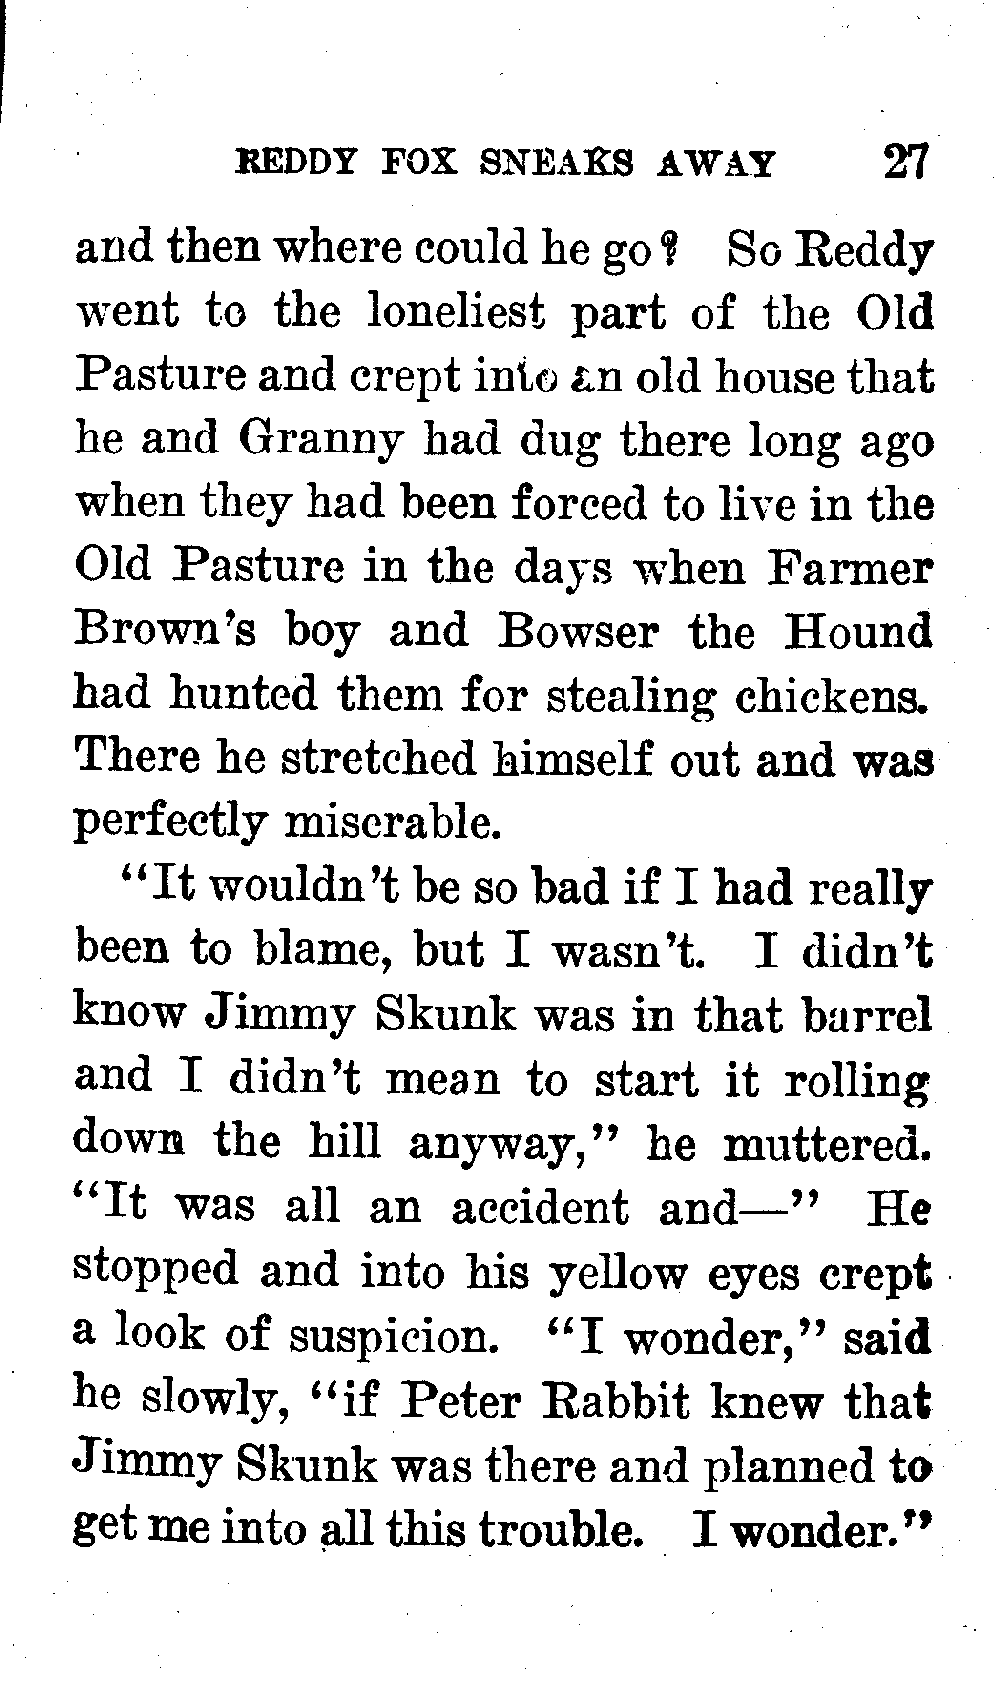 REDDY FOX SNEAKS AWAY 27
and then where could he go? So Reddy
went to the loneliest part of the Old
Pasture and crept into an old house that
he and Granny had dug there long ago
when they had been forced to live in the
Old Pasture in the days when Farmer
Brown's boy and Bowser the Hound
had hunted them for stealing chickens.
There he stretched himself out and was
perfectly miserable.
"It wouldn't be so bad if I had really
been to blame, but I wasn't. I didn't
know Jimmy Skunk was in that barrel
and I didn't mean to start it rolling
down the hill anyway," he muttered.
"It was all an accident and—" He
stopped and into his yellow eyes crept
a look of suspicion. "I wonder," said
he slowly, "if Peter Rabbit knew that
Jimmy Skunk was there and planned to
get me into all this trouble. I wonder."